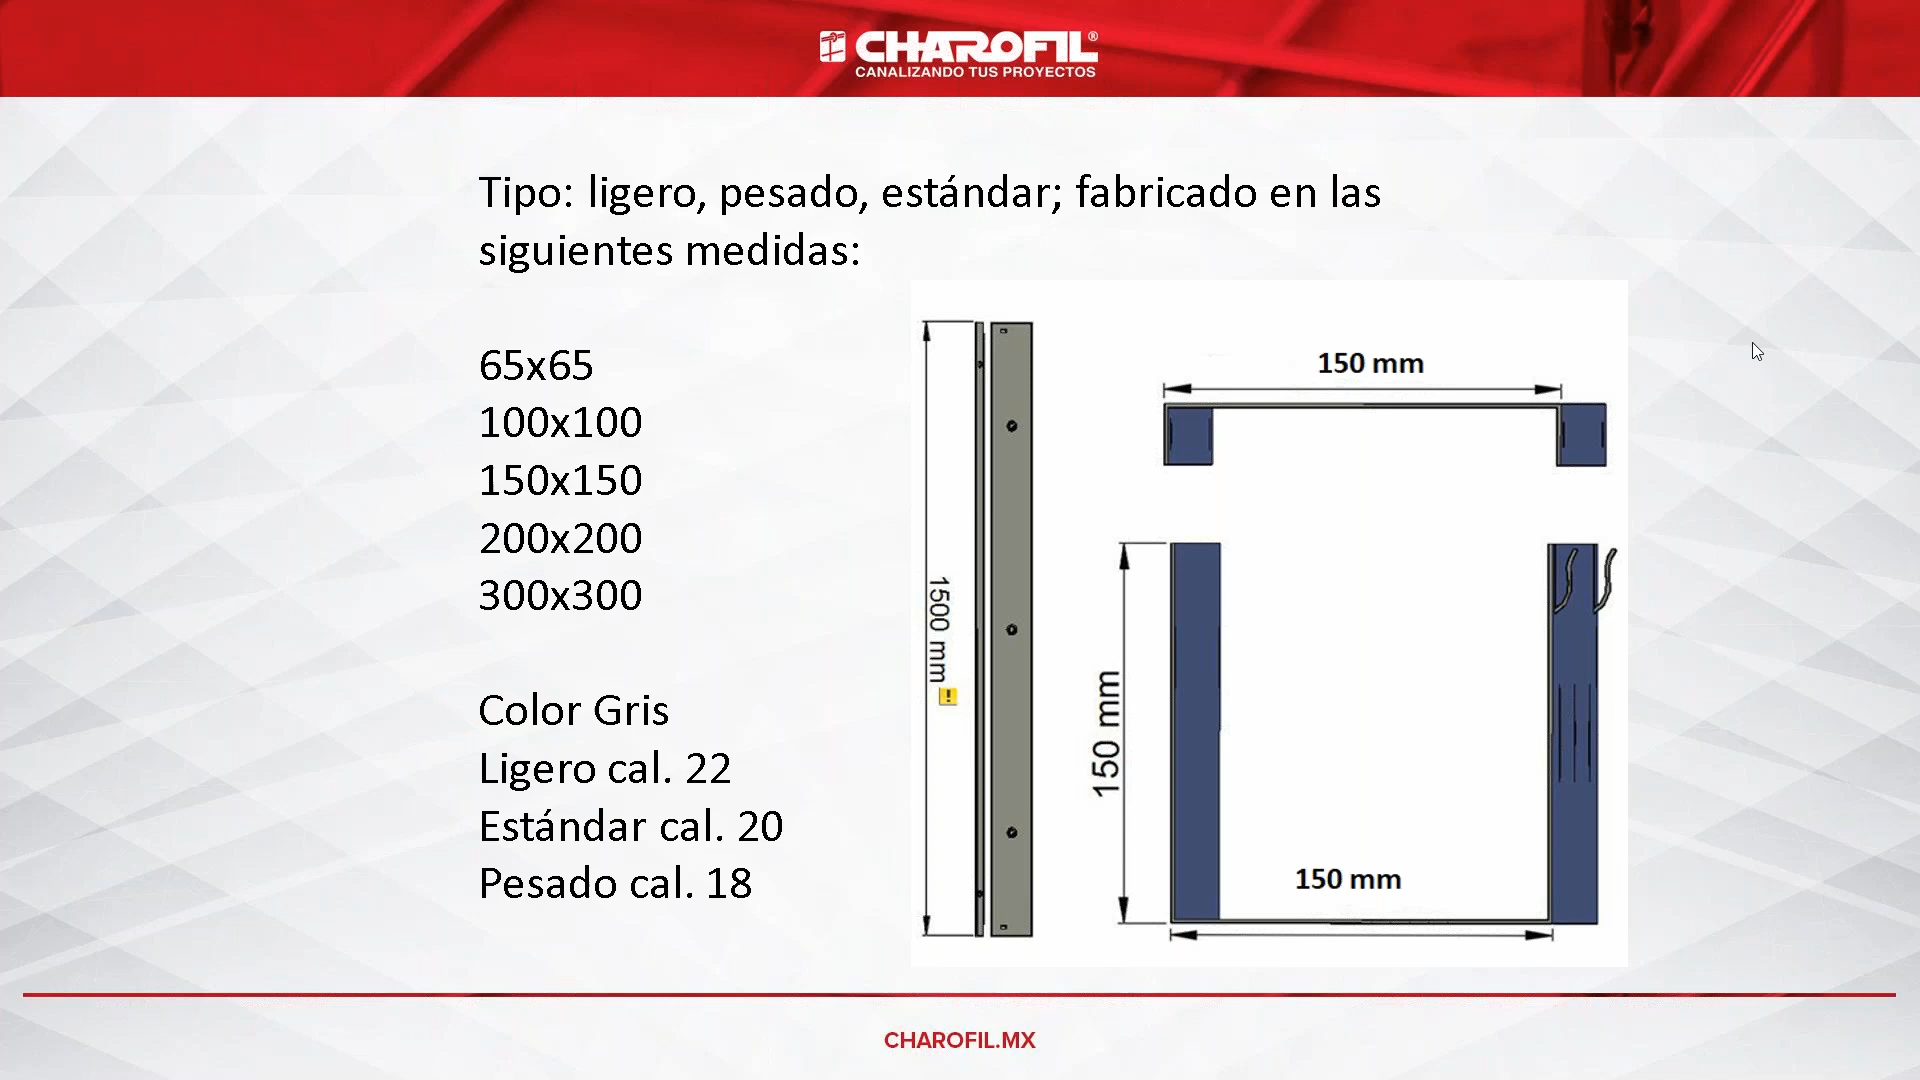 CHAROFIL®
CANALIZANDO TUS PROYECTOS
Tipo: ligero, pesado, estándar; fabricado en las
siguientes medidas:
65x65
100x100
150x150
200x200
300x300
Color Gris
Ligero cal. 22
Estándar cal. 20
Pesado cal. 18
1500 mm
150 mm
150 mm
150 mm
CHAROFIL.MX